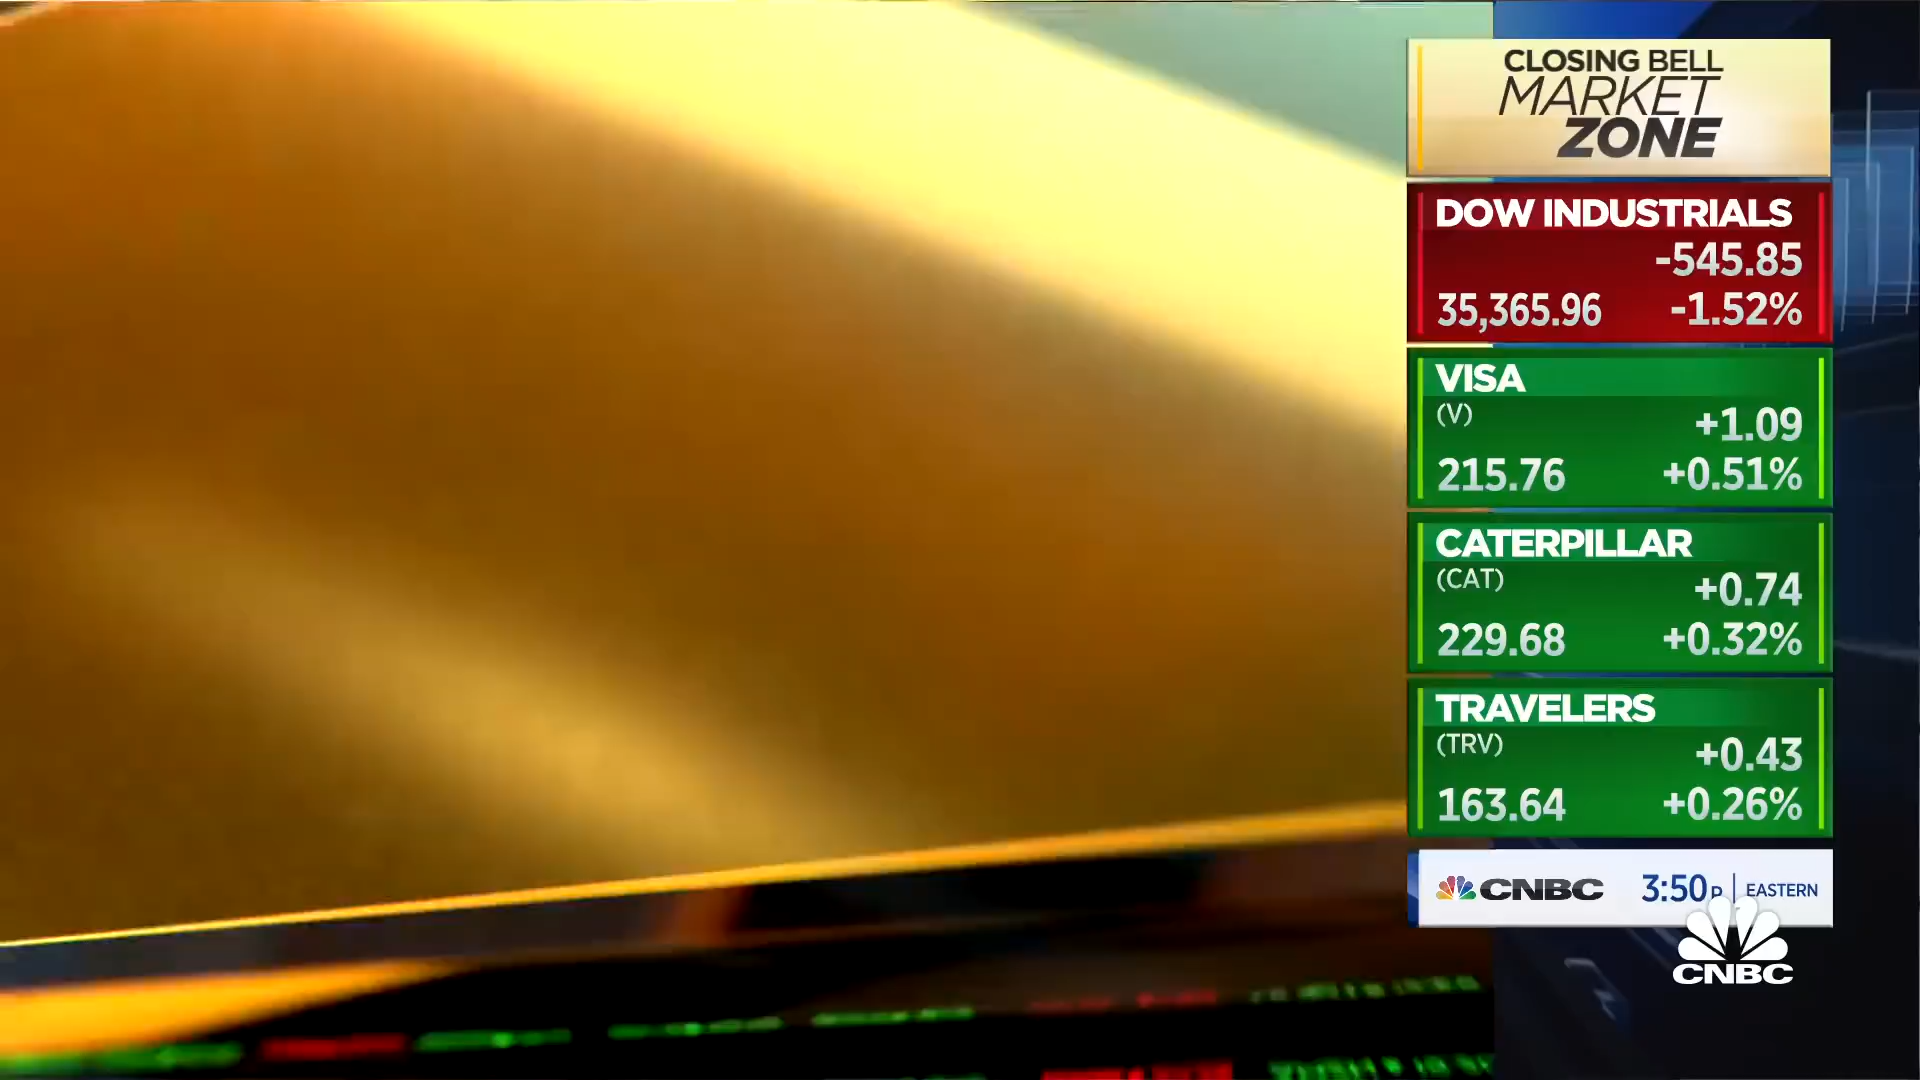 CLOSING BELL
MARKET
ZONE
DOW INDUSTRIALS
-545.85
35,365.96 -1.52%
VISA
(V)
+1.09
215.76 +0.51%
CATERPILLAR
(CAT)
+0.74
229.68 +0.32%
TRAVELERS
(TRV)
+0.43
163.64 +0.26%
CNBC 3:50P EASTERN
CNBC